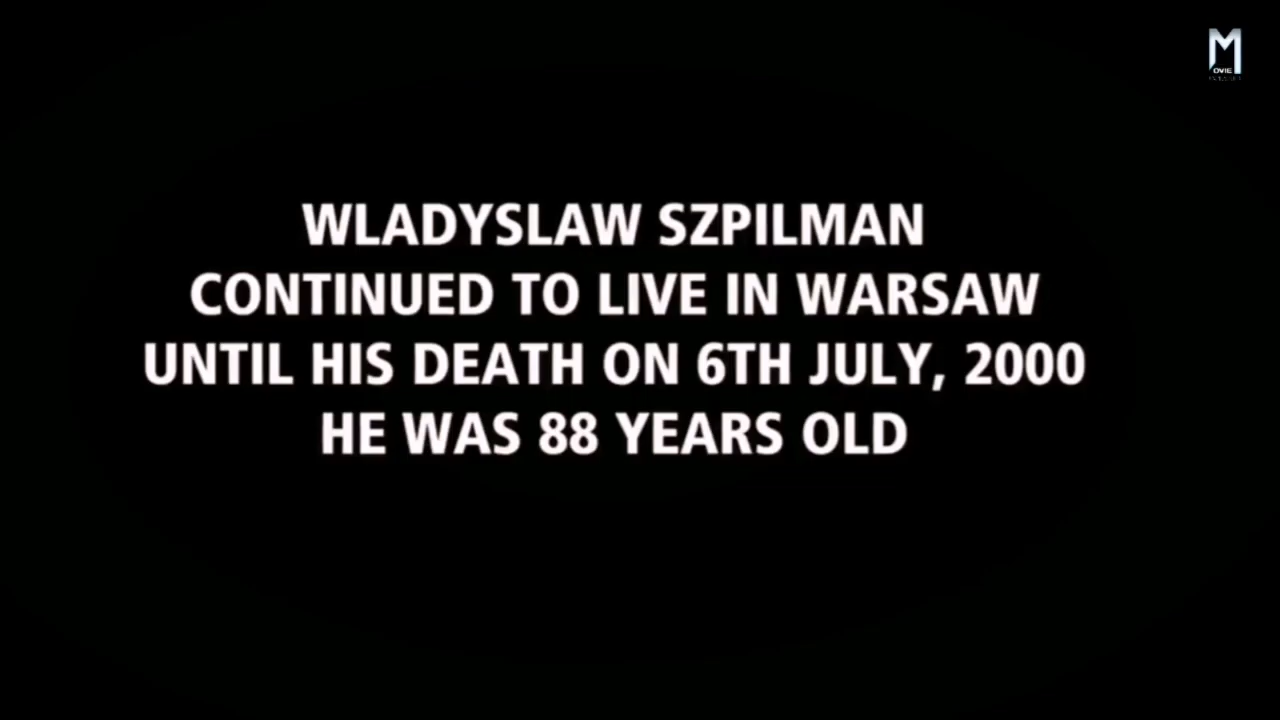 M
OVIE
WLADYSLAW SZPILMAN
CONTINUED TO LIVE IN WARSAW
UNTIL HIS DEATH ON 6TH JULY, 2000
HE WAS 88 YEARS OLD